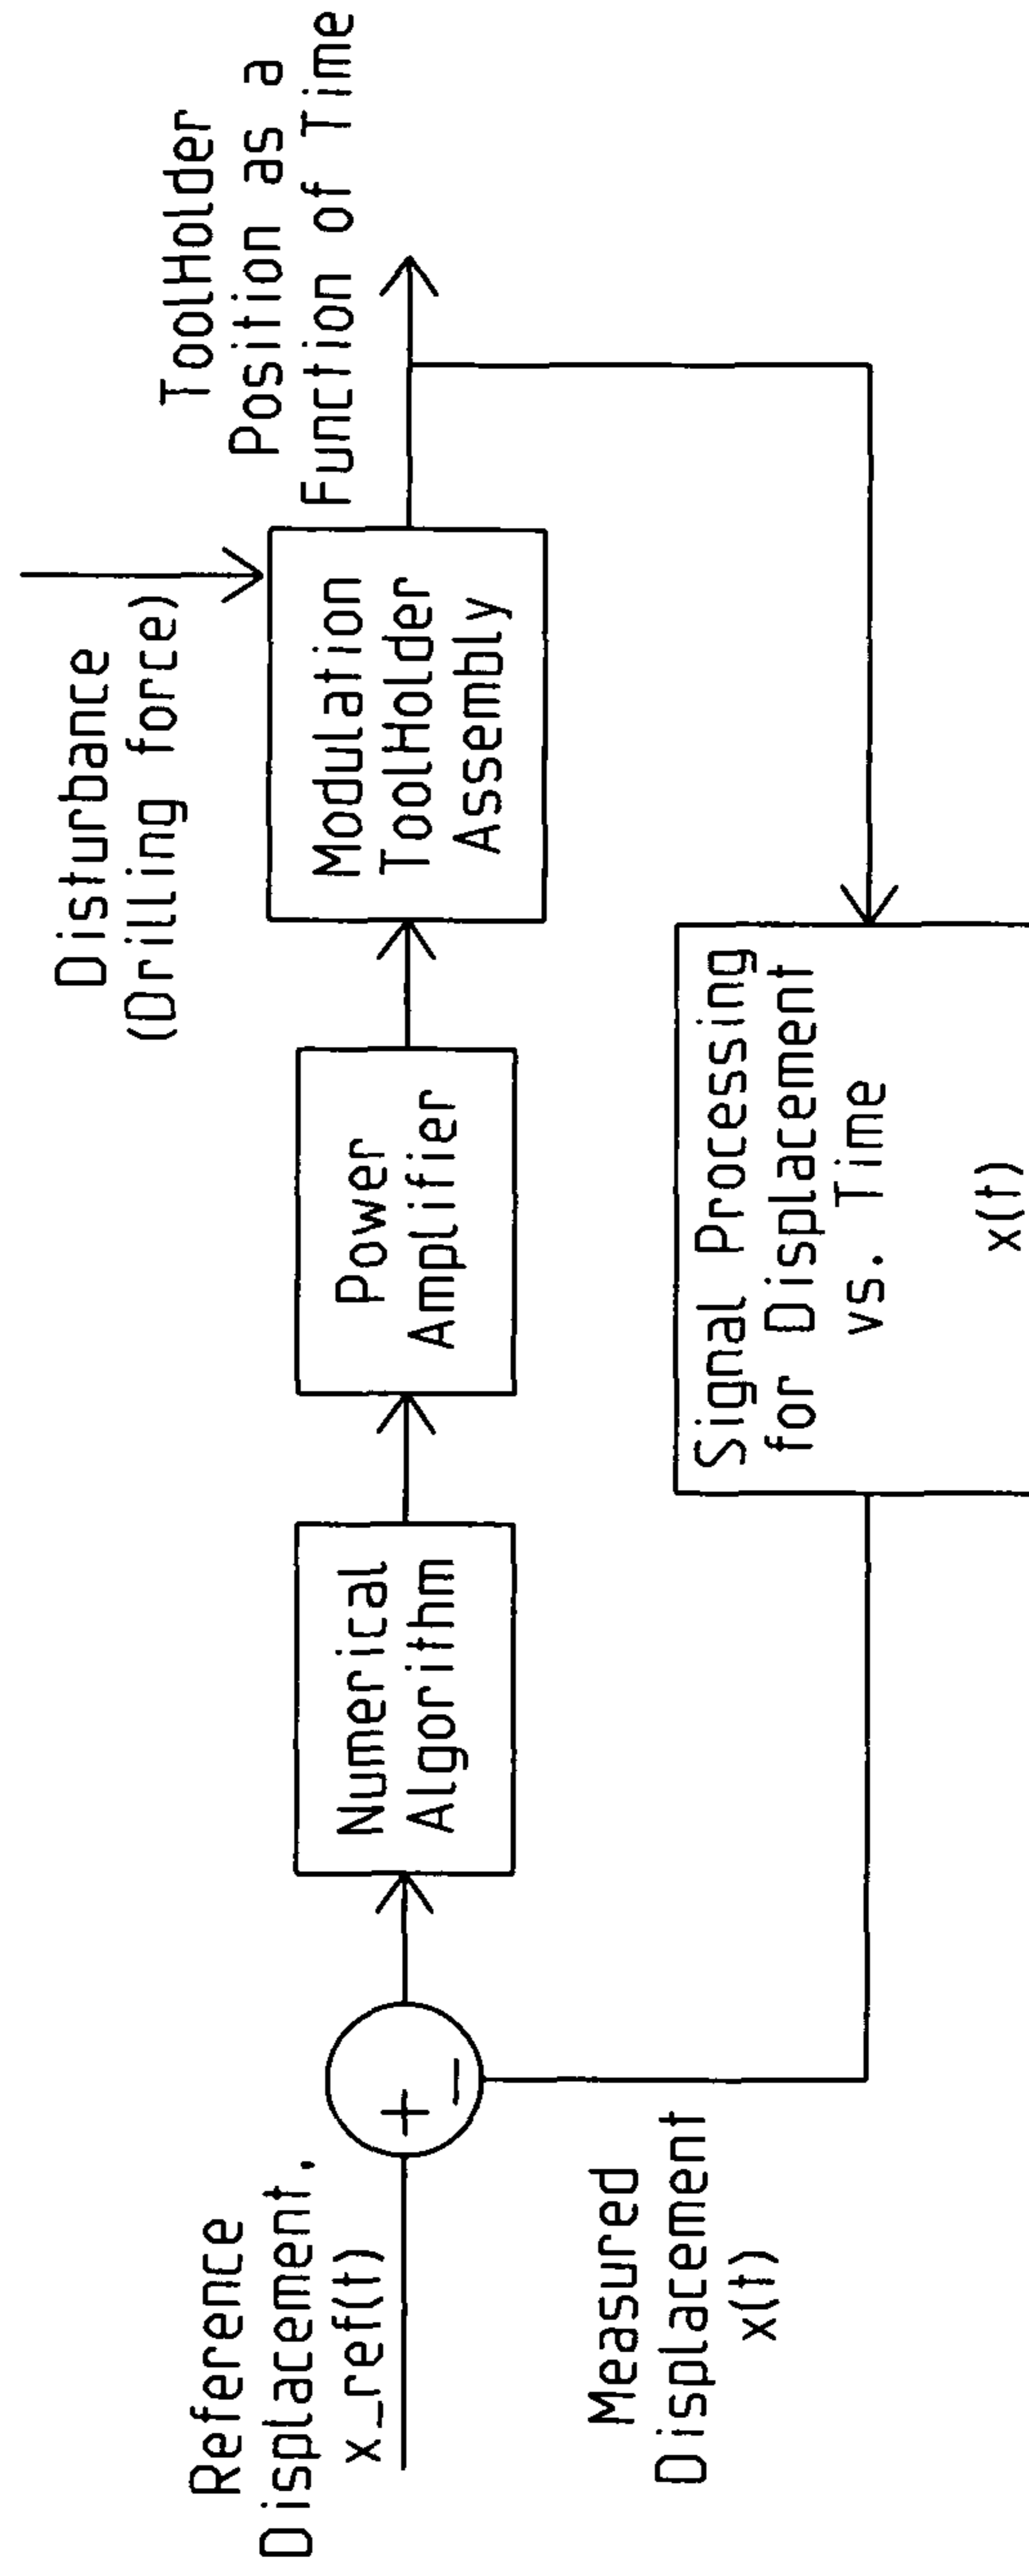 Reference
Displacement,
x_ref(t)
+
−
Measured
Displacement
x(t)
Numerical
Algorithm
Power
Amplifier
Disturbance
(Drilling force)
Modulation
ToolHolder
Assembly
ToolHolder
Position as a
Function of Time
Signal Processing
for Displacement
vs. Time
x(t)